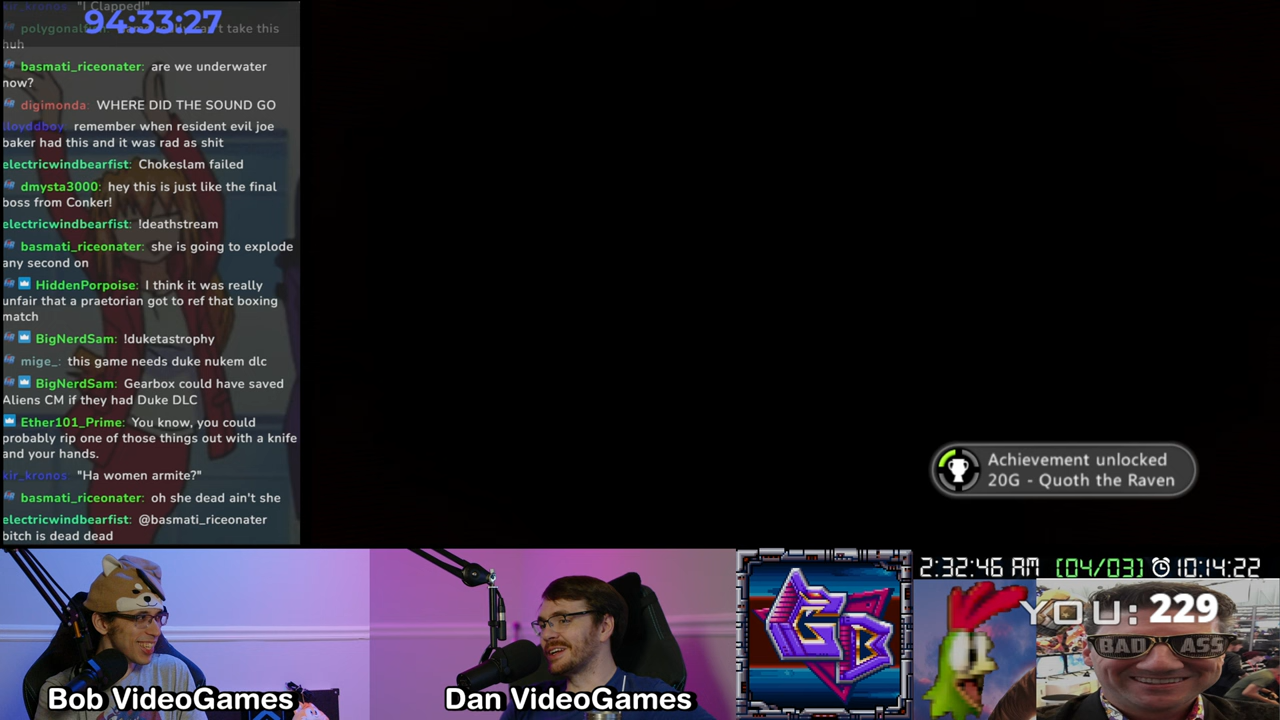 kir_kronos: "I Clapped!"
94:33:27
take this
huh
basmati_riceonater: are we underwater
now?
digimonda: WHERE DID THE SOUND GO
lloyddboy: remember when resident evil joe
baker had this and it was rad as shit
electricwindbearfist: Chokeslam failed
dmysta3000: hey this is just like the final
boss from Conker!
electricwindbearfist: !deathstream
basmati_riceonater: she is going to explode
any second on
HiddenPorpoise: I think it was really
unfair that a praetorian got to ref that boxing
match
BigNerdSam: !duketastrophy
mige_: this game needs duke nukem dlc
BigNerdSam: Gearbox could have saved
Aliens CM if they had Duke DLC
Ether101_Prime: You know, you could
probably rip one of those things out with a knife
and your hands.
kir_kronos: "Ha women armite?"
basmati_riceonater: oh she dead ain't she
electricwindbearfist: @basmati_riceonater
bitch is dead dead
Achievement unlocked
20G - Quoth the Raven
Bob VideoGames
Dan VideoGames
GB
2:32:46 AM [04/03] 10:14:22
YOU: 229
BAD ASS